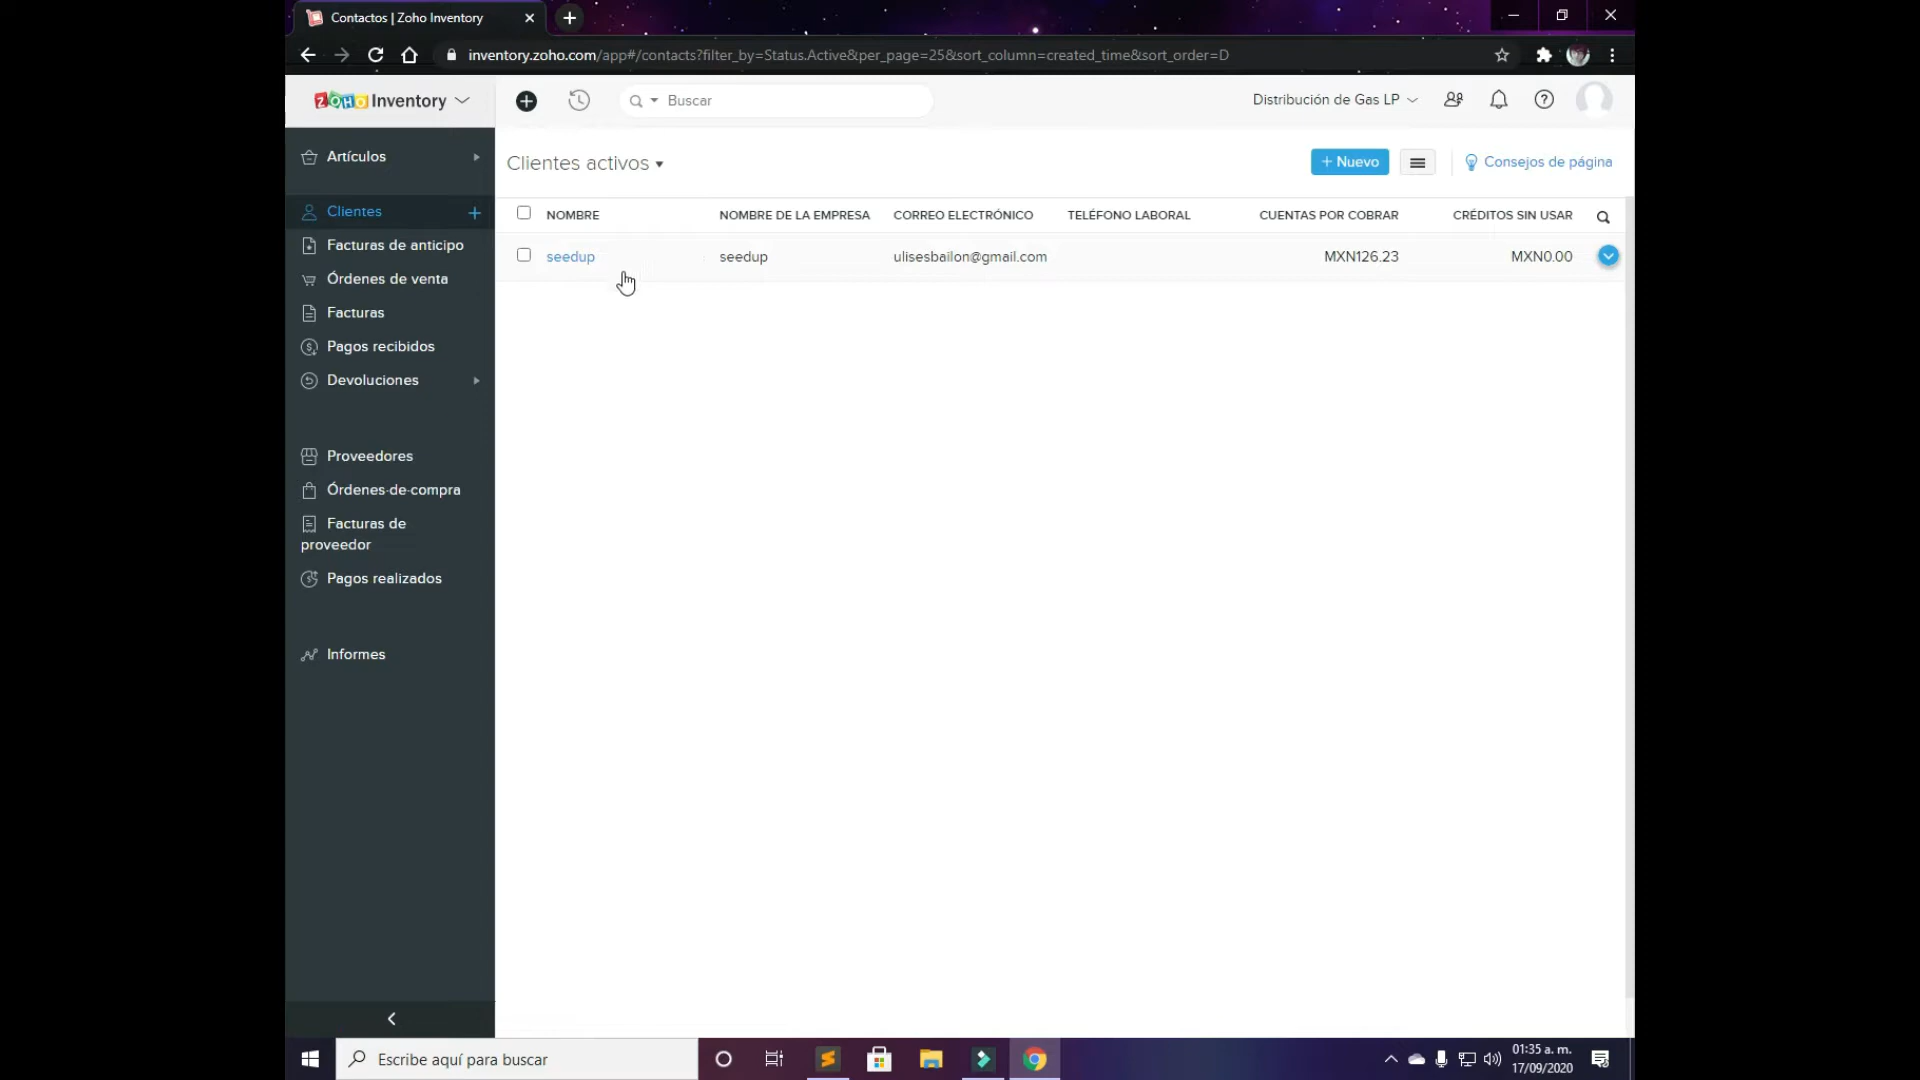 Contactos | Zoho Inventory
inventory.zoho.com/app#/contacts?filter_by=Status.Active&per_page=25&sort_column=created_time&sort_order=D
ZOHO Inventory
Buscar
Distribución de Gas LP
Artículos
Clientes
Facturas de anticipo
Órdenes de venta
Facturas
Pagos recibidos
Devoluciones
Proveedores
Órdenes-de-compra
Facturas de
proveedor
Pagos realizados
Informes
Clientes activos
+ Nuevo
Consejos de página
NOMBRE NOMBRE DE LA EMPRESA CORREO ELECTRÓNICO TELÉFONO LABORAL CUENTAS POR COBRAR CRÉDITOS SIN USAR
seedup seedup ulisesbailon@gmail.com MXN126.23 MXN0.00
Escribe aquí para buscar
01:35 a. m.
17/09/2020